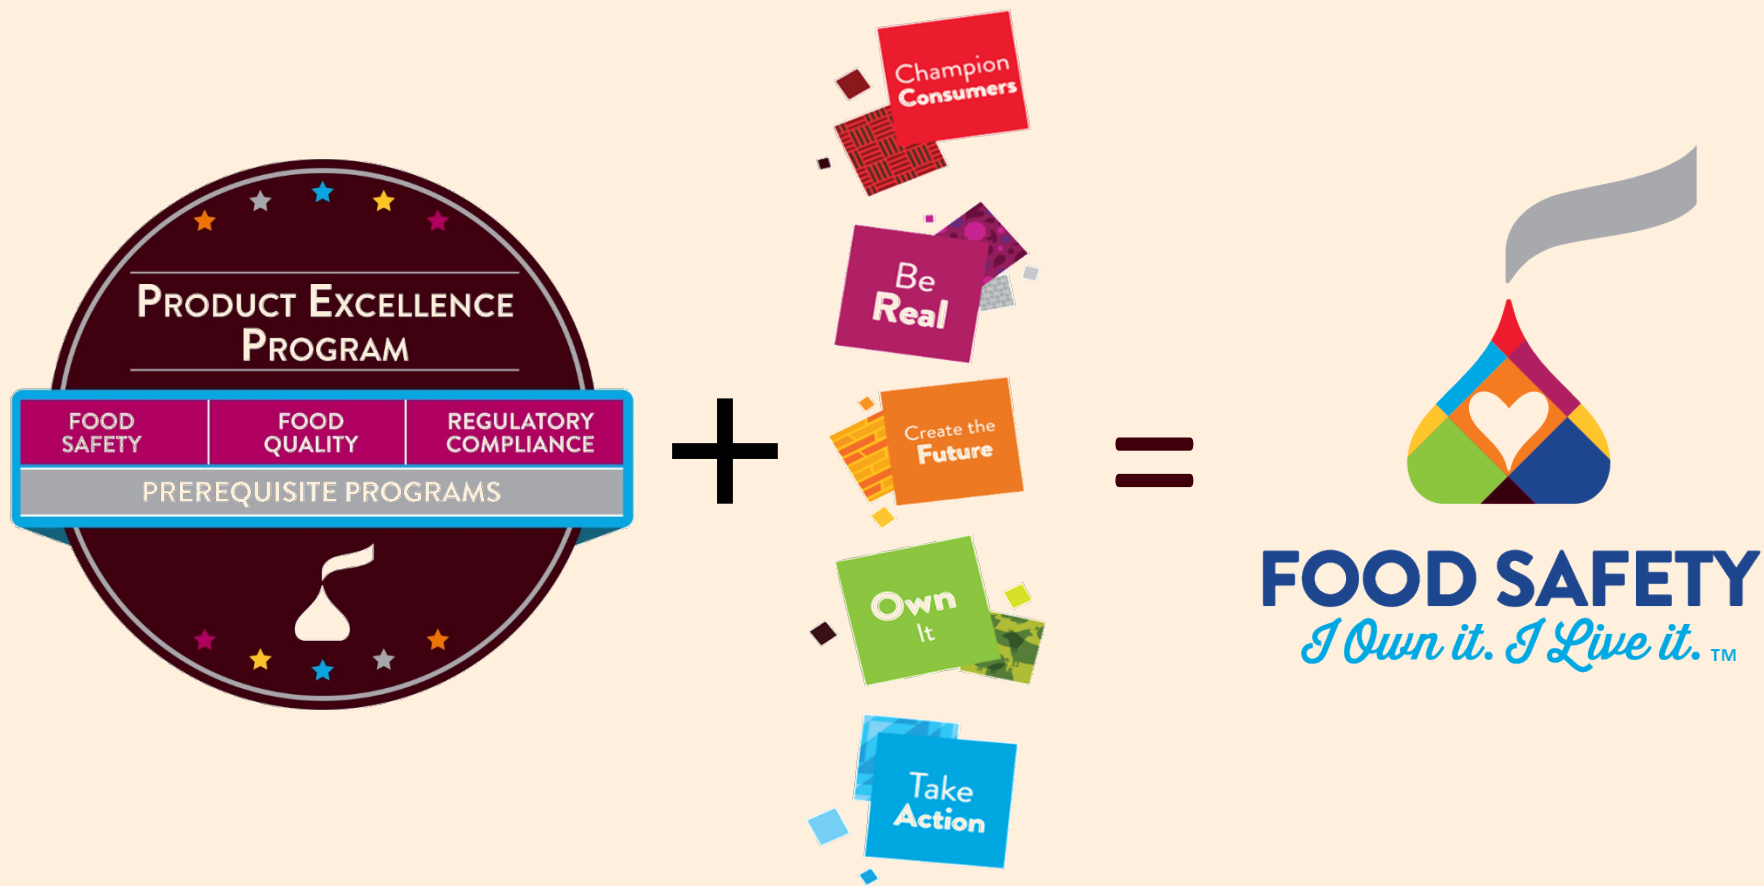 PRODUCT EXCELLENCE
PROGRAM
FOOD
SAFETY
FOOD
QUALITY
REGULATORY
COMPLIANCE
PREREQUISITE PROGRAMS
+
Champion
Consumers
Be
Real
Create the
Future
Own
It
Take
Action
=
FOOD SAFETY
I Own it. I Live it.™